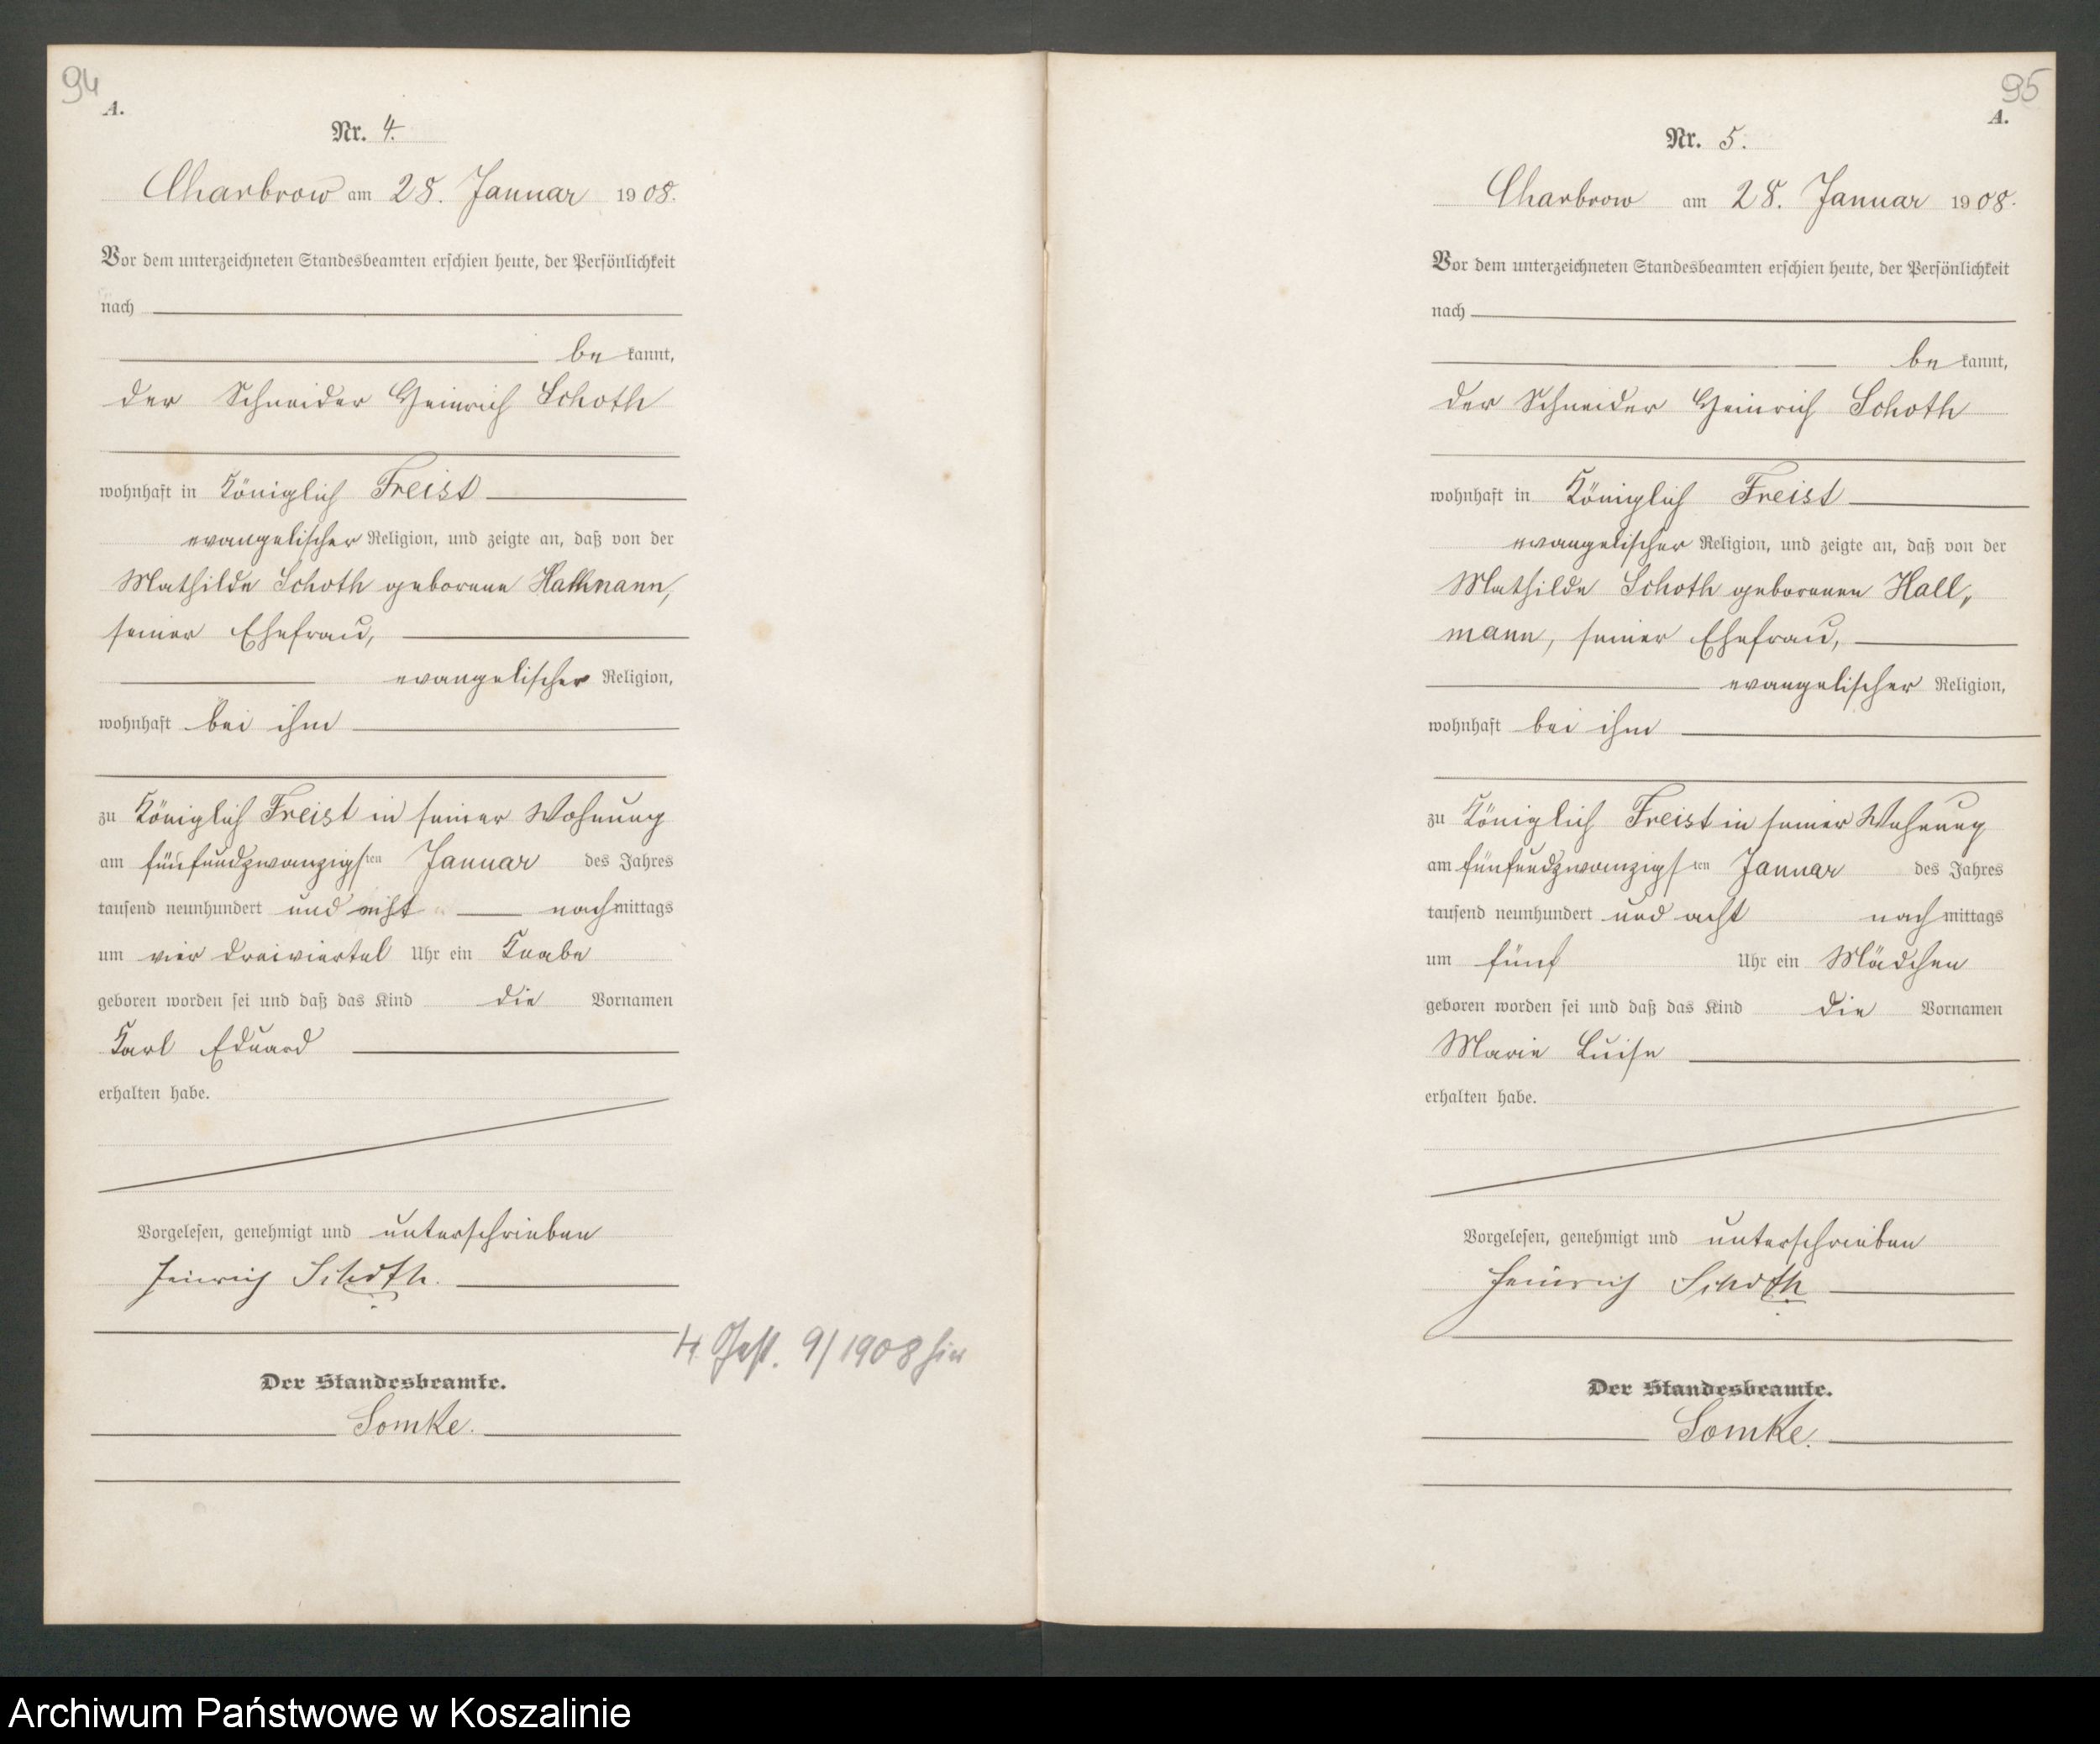 94
A.
Nr. 4.
Charbrow am 28. Januar 1908.
Vor dem unterzeichneten Standesbeamten erschien heute, der Persönlichkeit
nach
be kannt,
der Schneider Heinrich Schoth
wohnhaft in Königlich Freist
evangelischer Religion, und zeigte an, daß von der
Mathilde Schoth geborene Hallmann,
seiner Ehefrau,
evangelischer Religion,
wohnhaft bei ihm
zu Königlich Freist in seiner Wohnung
am fünfundzwanzigsten Januar des Jahres
tausend neunhundert und acht nachmittags
um vier dreiviertel Uhr ein Knabe
geboren worden sei und daß das Kind die Vornamen
Karl Eduard
erhalten habe.
Vorgelesen, genehmigt und unterschrieben
Heinrich Schoth.
9/1908
Der Standesbeamte.
Somke.
95
A.
Nr. 5.
Charbrow am 28. Januar 1908.
Vor dem unterzeichneten Standesbeamten erschien heute, der Persönlichkeit
nach
be kannt,
der Schneider Heinrich Schoth
wohnhaft in Königlich Freist
evangelischer Religion, und zeigte an, daß von der
Mathilde Schoth geborenen Hall„
mann, seiner Ehefrau,
evangelischer Religion,
wohnhaft bei ihm
zu Königlich Freist in seiner Wohnung
am fünfundzwanzigsten Januar des Jahres
tausend neunhundert und acht nachmittags
um fünf Uhr ein Mädchen
geboren worden sei und daß das Kind die Vornamen
Marie Luise
erhalten habe.
Vorgelesen, genehmigt und unterschrieben
Heinrich Schoth
Der Standesbeamte.
Somke.
Archiwum Państwowe w Koszalinie